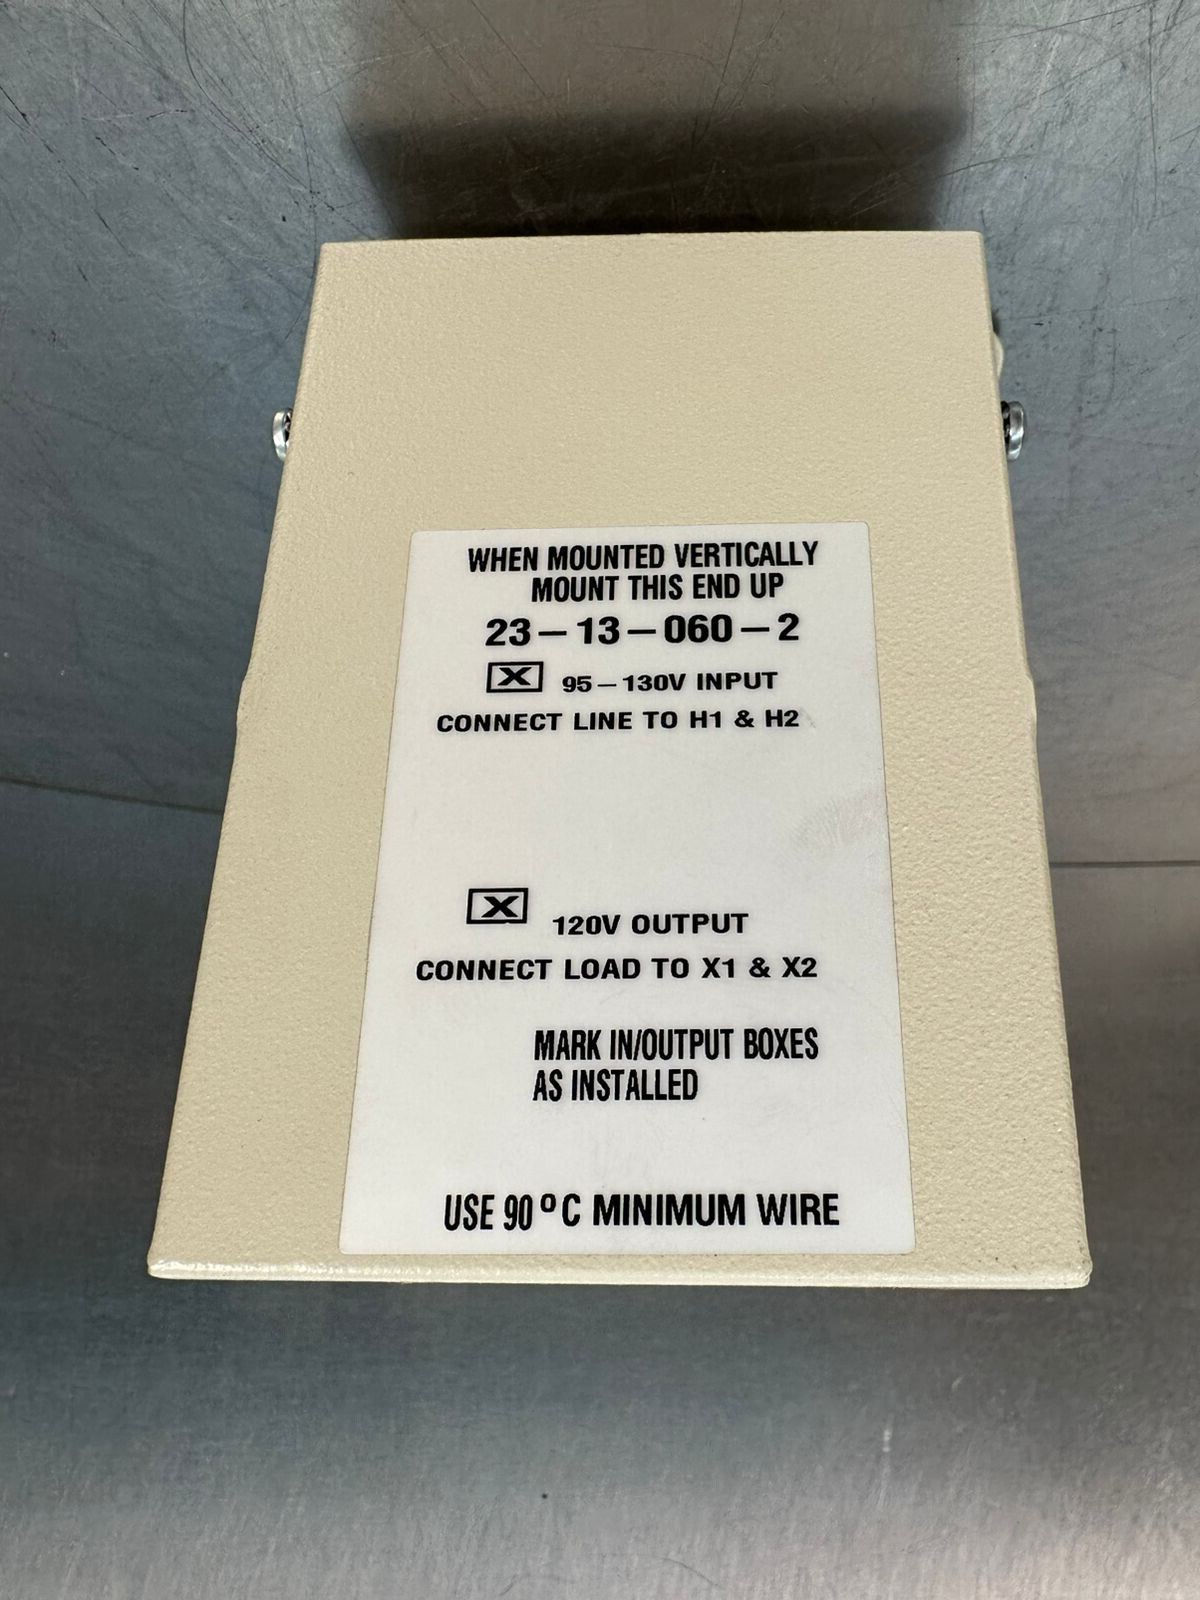 WHEN MOUNTED VERTICALLY
MOUNT THIS END UP
23-13-060-2
X 95-130V INPUT
CONNECT LINE TO H1 & H2
X 120V OUTPUT
CONNECT LOAD TO X1 & X2
MARK IN/OUTPUT BOXES
AS INSTALLED
USE 90°C MINIMUM WIRE